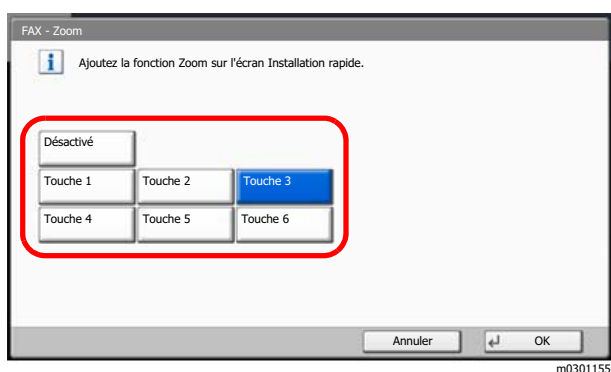 FAX - Zoom
Ajoutez la fonction Zoom sur l'écran Installation rapide.
Désactivé
Touche 1 Touche 2 Touche 3
Touche 4 Touche 5 Touche 6
Annuler OK
m0301155